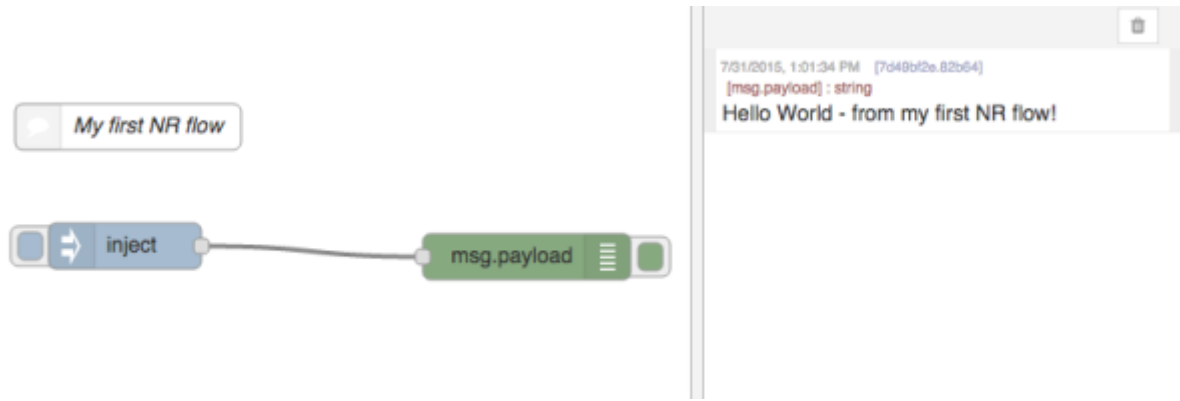 My first NR flow
inject
msg.payload
7/31/2015, 1:01:34 PM [7d49bf2e.82b64]
[msg.payload] : string
Hello World - from my first NR flow!